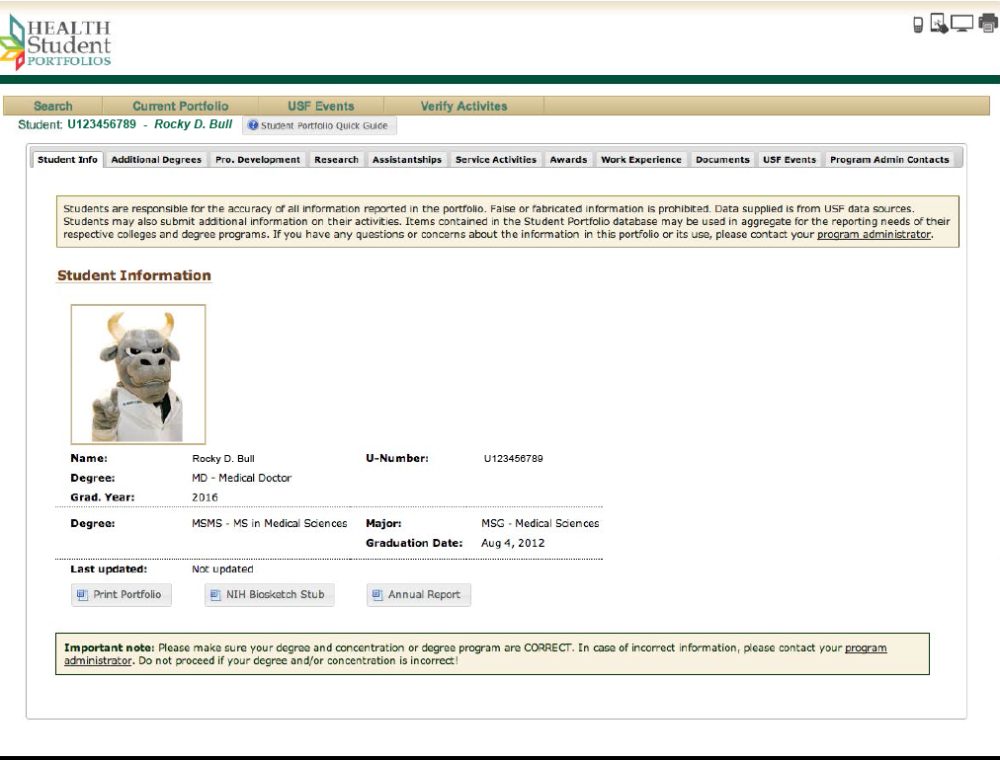 HEALTH
Student
PORTFOLIOS
Search Current Portfolio USF Events Verify Activites
Student: U123456789 - Rocky D. Bull Student Portfolio Quick Guide
Student Info Additional Degrees Pro. Development Research Assistantships Service Activities Awards Work Experience Documents USF Events Program Admin Contacts
Students are responsible for the accuracy of all information reported in the portfolio. False or fabricated information is prohibited. Data supplied is from USF data sources.
Students may also submit additional information on their activities. Items contained in the Student Portfolio database may be used in aggregate for the reporting needs of their
respective colleges and degree programs. If you have any questions or concerns about the information in this portfolio or its use, please contact your program administrator.
Student Information
Name: Rocky D. Bull U-Number: U123456789
Degree: MD - Medical Doctor
Grad. Year: 2016
Degree: MSMS - MS in Medical Sciences Major: MSG - Medical Sciences
Graduation Date: Aug 4, 2012
Last updated: Not updated
Print Portfolio NIH Biosketch Stub Annual Report
Important note: Please make sure your degree and concentration or degree program are CORRECT. In case of incorrect information, please contact your program
administrator. Do not proceed if your degree and/or concentration is incorrect!